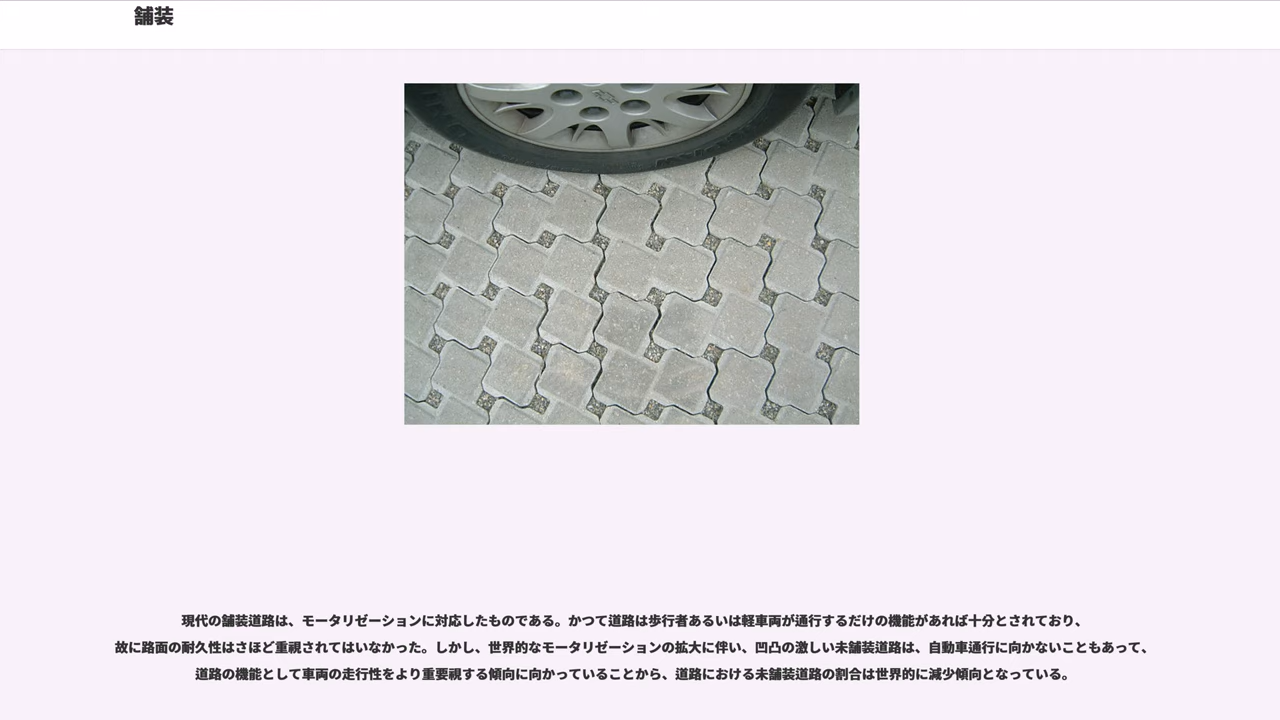 舗装
現代の舗装道路は、モータリゼーションに対応したものである。かつて道路は歩行者あるいは軽車両が通行するだけの機能があれば十分とされており、
故に路面の耐久性はさほど重視されてはいなかった。しかし、世界的なモータリゼーションの拡大に伴い、凹凸の激しい未舗装道路は、自動車通行に向かないこともあって、
道路の機能として車両の走行性をより重要視する傾向に向かっていることから、道路における未舗装道路の割合は世界的に減少傾向となっている。